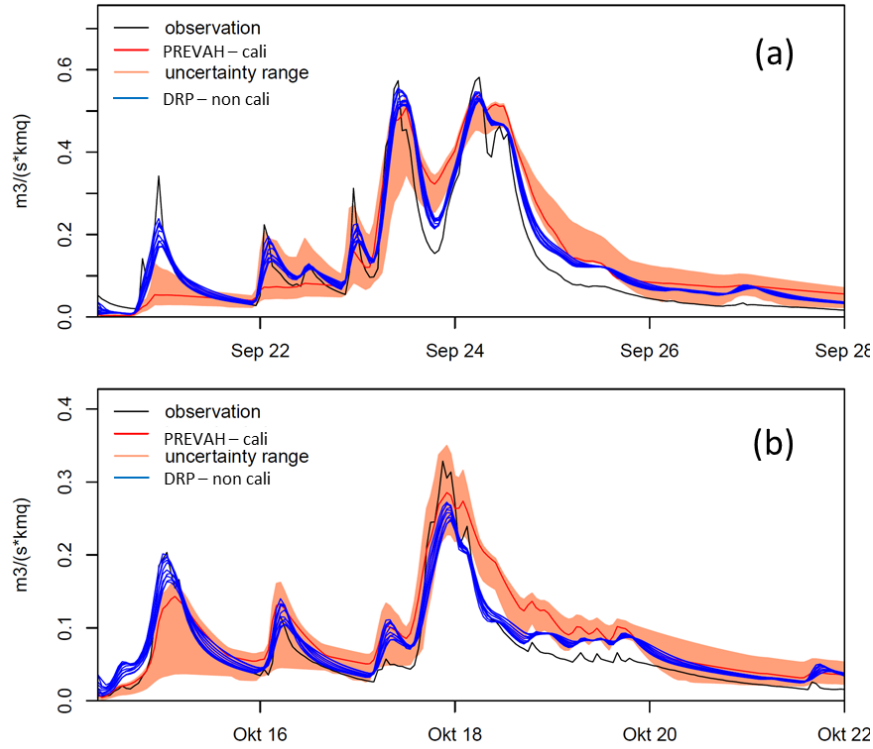 (a)
observation
PREVAH – cali
uncertainty range
DRP – non cali
m3/(s*kmq)
0.6
0.4
0.2
0.0
Sep 22
Sep 24
Sep 26
Sep 28
(b)
observation
PREVAH – cali
uncertainty range
DRP – non cali
m3/(s*kmq)
0.4
0.3
0.2
0.1
0.0
Okt 16
Okt 18
Okt 20
Okt 22